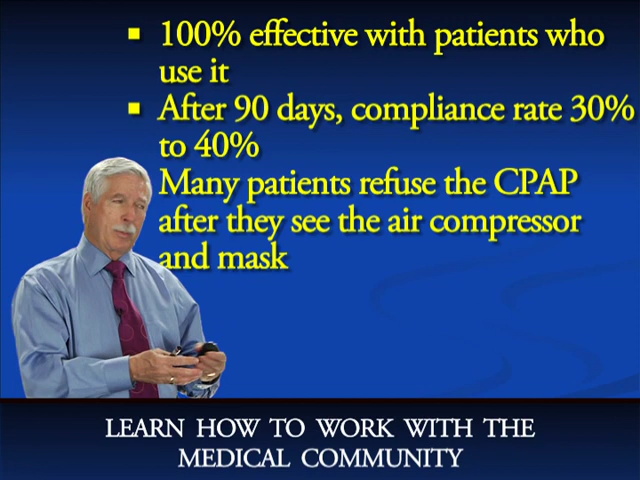 ▪ 100% effective with patients who
use it
▪ After 90 days, compliance rate 30%
to 40%
Many patients refuse the CPAP
after they see the air compressor
and mask
LEARN HOW TO WORK WITH THE
MEDICAL COMMUNITY